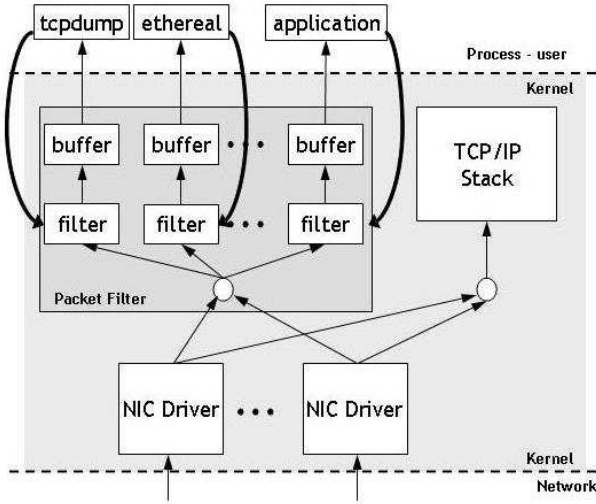 tcpdump
ethereal
application
Process - user
Kernel
buffer
buffer
buffer
TCP/IP
Stack
filter
filter
filter
Packet Filter
NIC Driver
NIC Driver
Kernel
Network